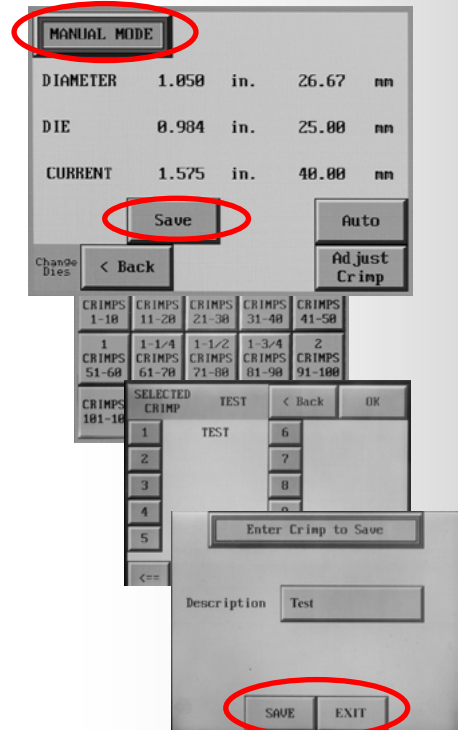 MANUAL MODE
DIAMETER 1.050 in. 26.67 mm
DIE 0.984 in. 25.00 mm
CURRENT 1.575 in. 40.00 mm
Save
Auto
Change
Dies
< Back
Adjust
Crimp
CRIMPS CRIMPS CRIMPS CRIMPS CRIMPS
1-10 11-20 21-30 31-40 41-50
1 1-1/4 1-1/2 1-3/4 2
CRIMPS CRIMPS CRIMPS CRIMPS CRIMPS
51-60 61-70 71-80 81-90 91-100
CRIMPS
101-10
SELECTED
CRIMP TEST < Back OK
1 TEST 6
2 7
3 8
4
5
<==
Enter Crimp to Save
Description Test
SAVE EXIT